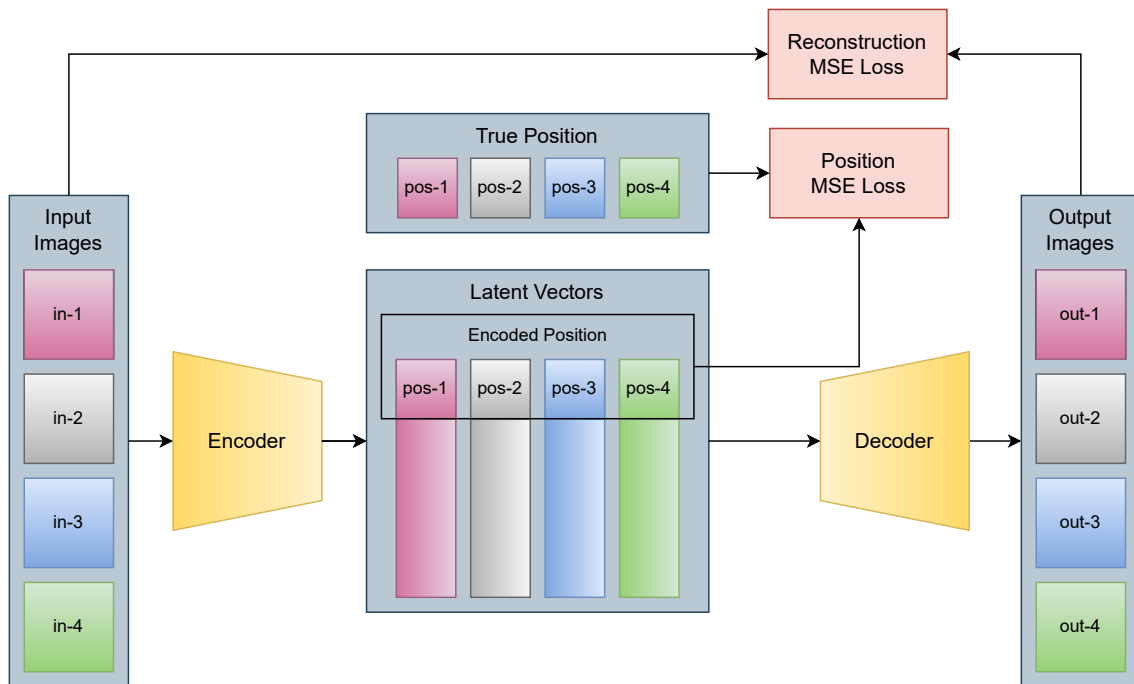 Reconstruction
MSE Loss
True Position
pos-1 pos-2 pos-3 pos-4
Position
MSE Loss
Input
Images
in-1
in-2
in-3
in-4
Encoder
Latent Vectors
Encoded Position
pos-1 pos-2 pos-3 pos-4
Decoder
Output
Images
out-1
out-2
out-3
out-4